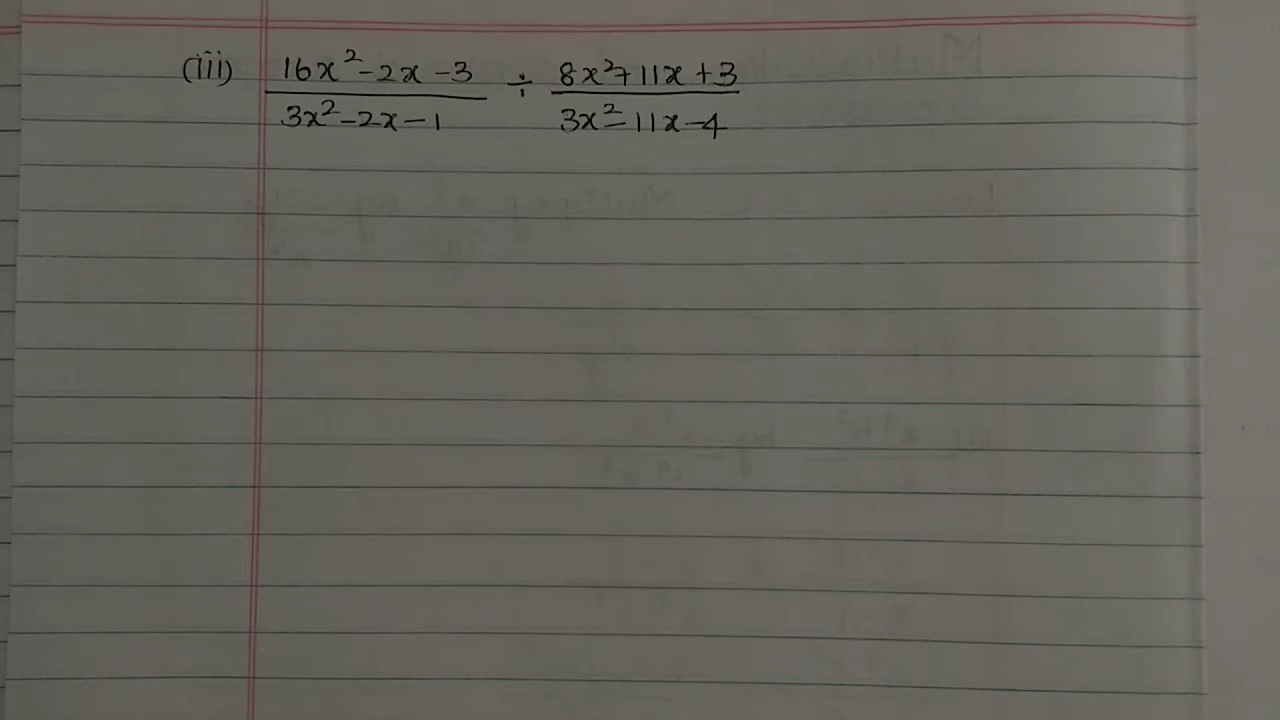 (iii) 16x² - 2x - 3 ÷ 8x² + 11x + 3
3x² - 2x - 1 3x² - 11x - 4